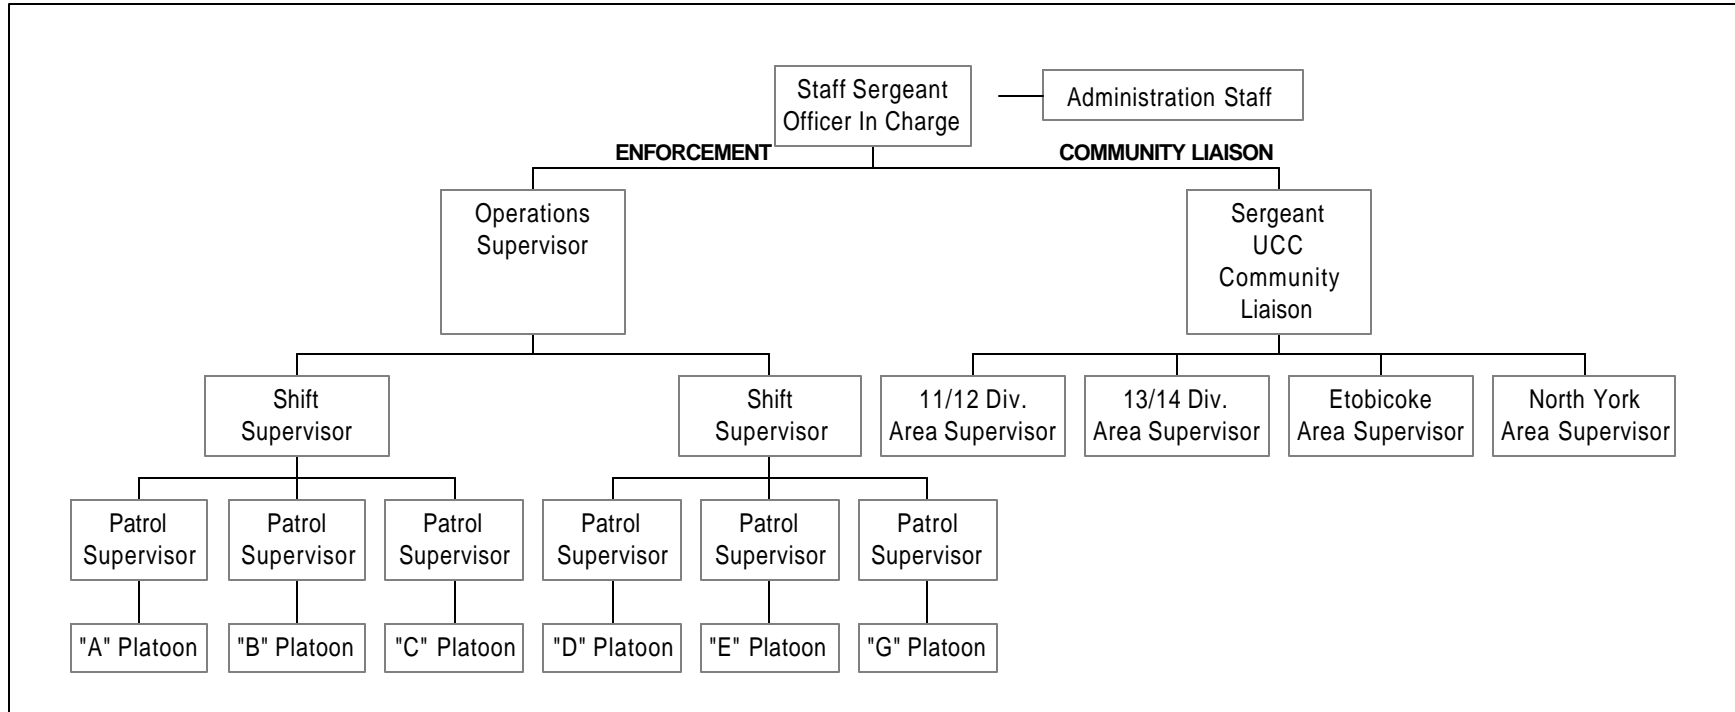 Staff Sergeant
Officer In Charge
Administration Staff
ENFORCEMENT
COMMUNITY LIAISON
Operations
Supervisor
Sergeant
UCC
Community
Liaison
Shift
Supervisor
Shift
Supervisor
11/12 Div.
Area Supervisor
13/14 Div.
Area Supervisor
Etobicoke
Area Supervisor
North York
Area Supervisor
Patrol
Supervisor
Patrol
Supervisor
Patrol
Supervisor
Patrol
Supervisor
Patrol
Supervisor
Patrol
Supervisor
"A" Platoon
"B" Platoon
"C" Platoon
"D" Platoon
"E" Platoon
"G" Platoon